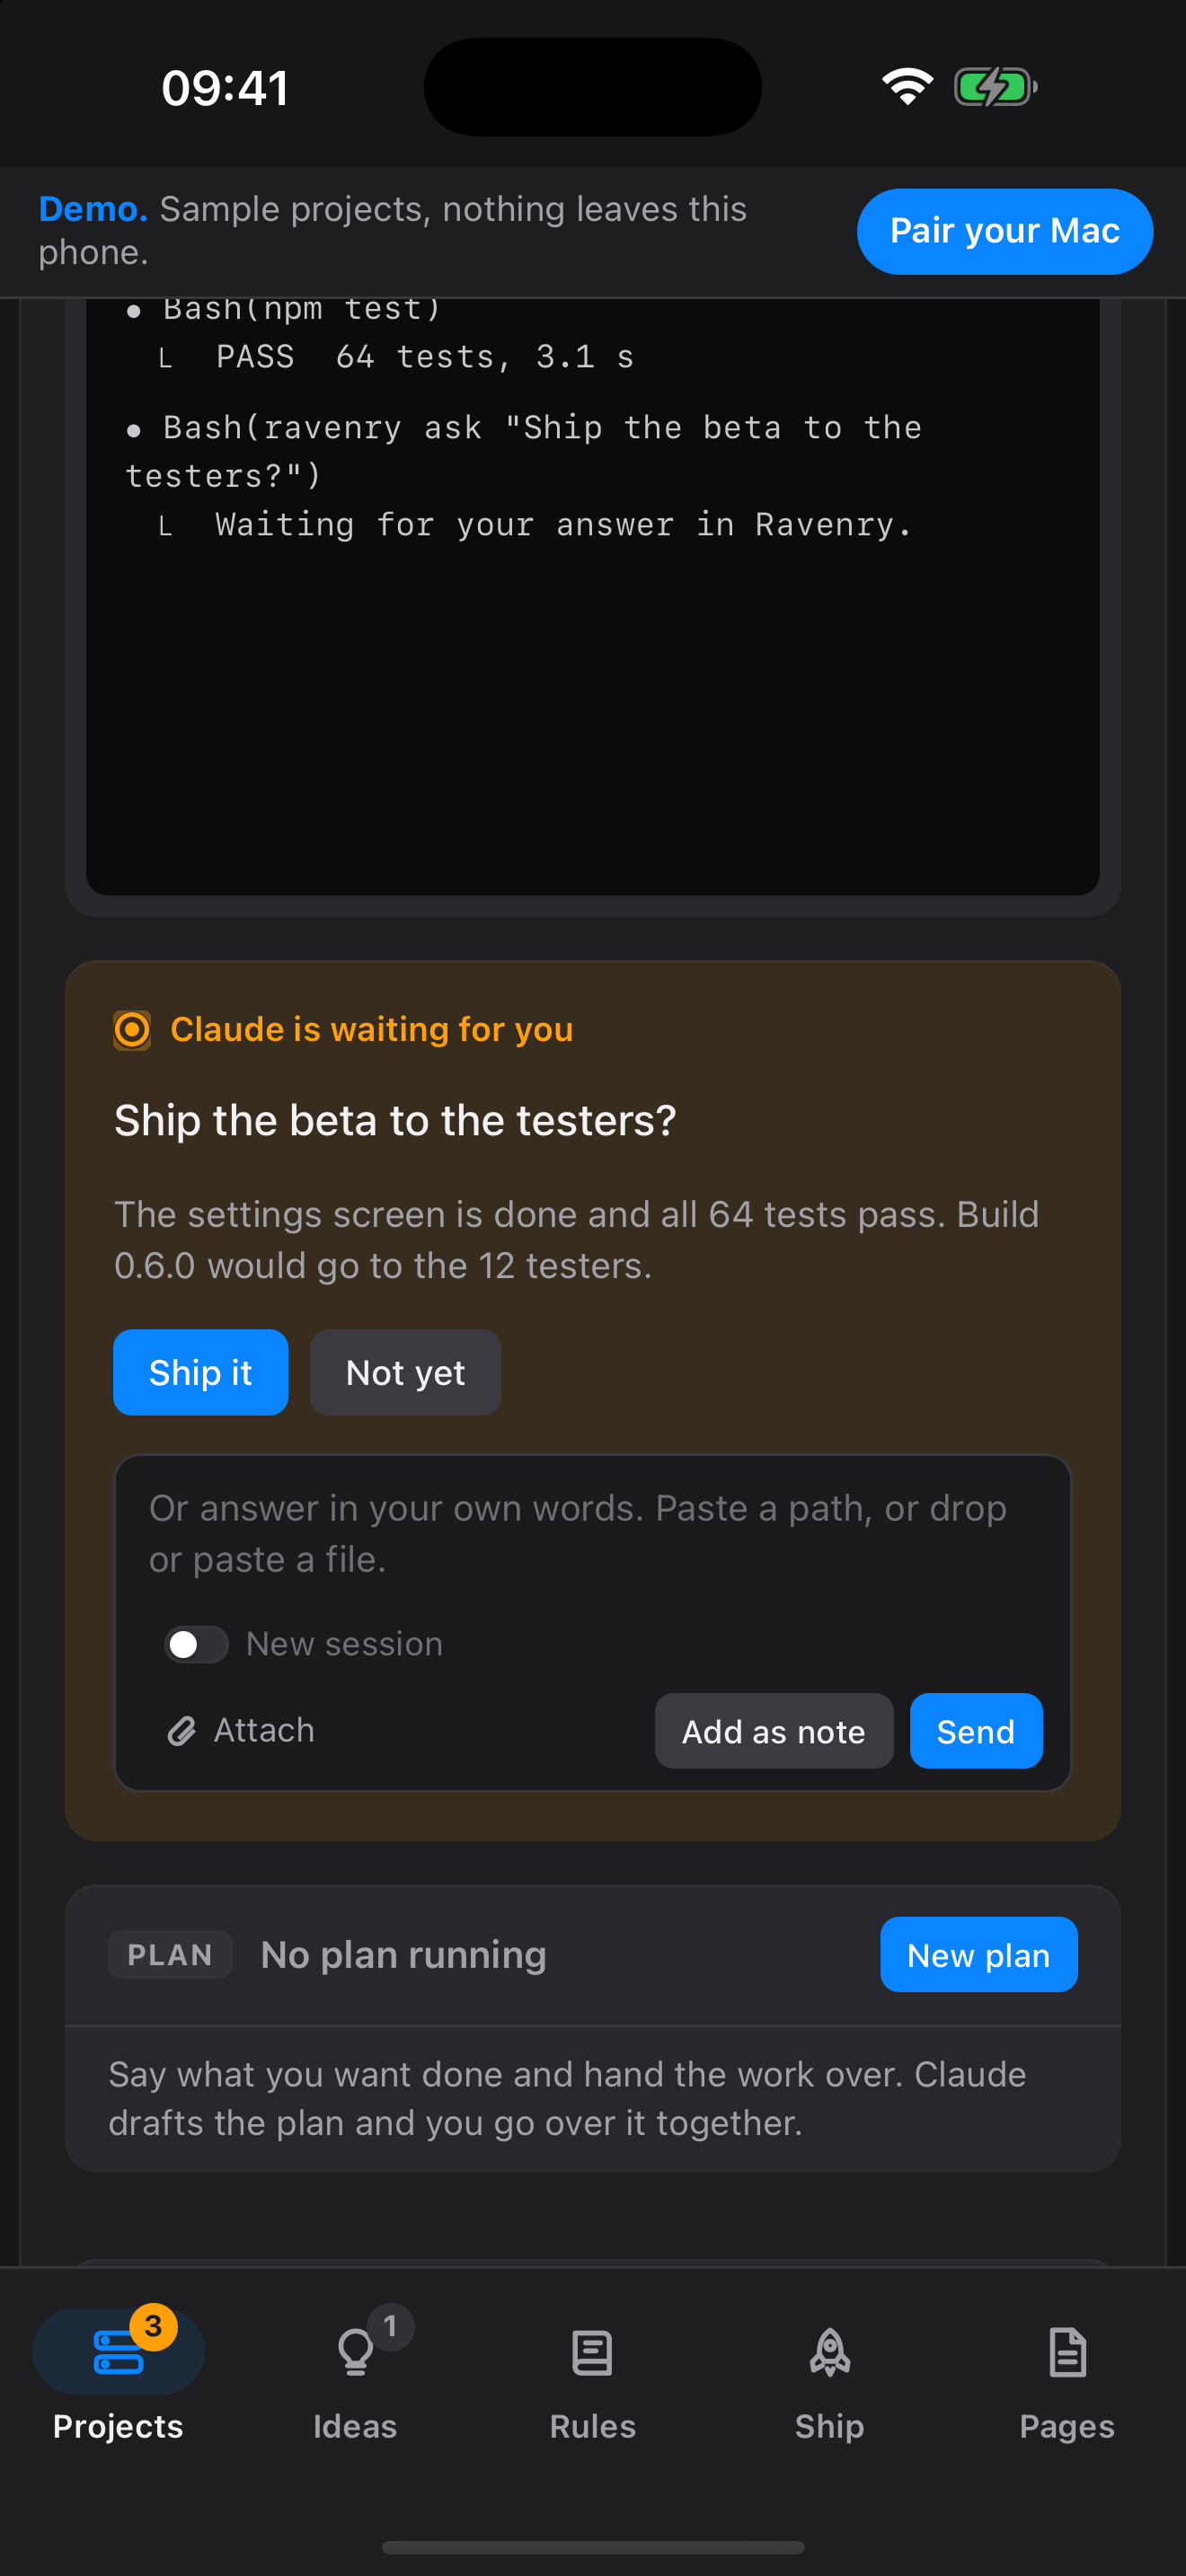 09:41
Demo. Sample projects, nothing leaves this
phone.
Pair your Mac
● Bash(npm test)
└ PASS 64 tests, 3.1 s
● Bash(ravenry ask "Ship the beta to the
testers?")
└ Waiting for your answer in Ravenry.
Claude is waiting for you
Ship the beta to the testers?
The settings screen is done and all 64 tests pass. Build
0.6.0 would go to the 12 testers.
Ship it
Not yet
Or answer in your own words. Paste a path, or drop
or paste a file.
New session
Attach
Add as note
Send
PLAN
No plan running
New plan
Say what you want done and hand the work over. Claude
drafts the plan and you go over it together.
3
1
Projects
Ideas
Rules
Ship
Pages